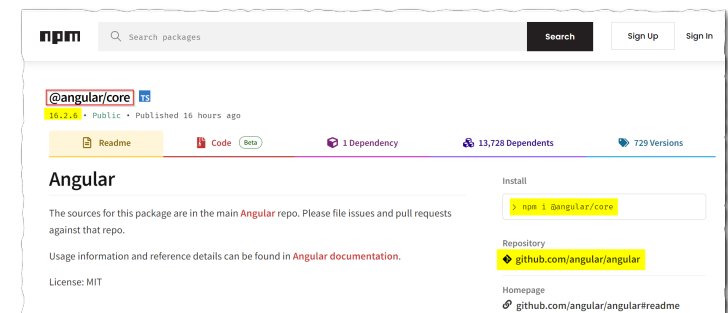 npm
Search packages
Search
Sign Up
Sign In
@angular/core TS
16.2.6 • Public • Published 16 hours ago
Readme
Code Beta
1 Dependency
13,728 Dependents
729 Versions
Angular
The sources for this package are in the main Angular repo. Please file issues and pull requests
against that repo.
Usage information and reference details can be found in Angular documentation.
License: MIT
Install
> npm i @angular/core
Repository
github.com/angular/angular
Homepage
github.com/angular/angular#readme